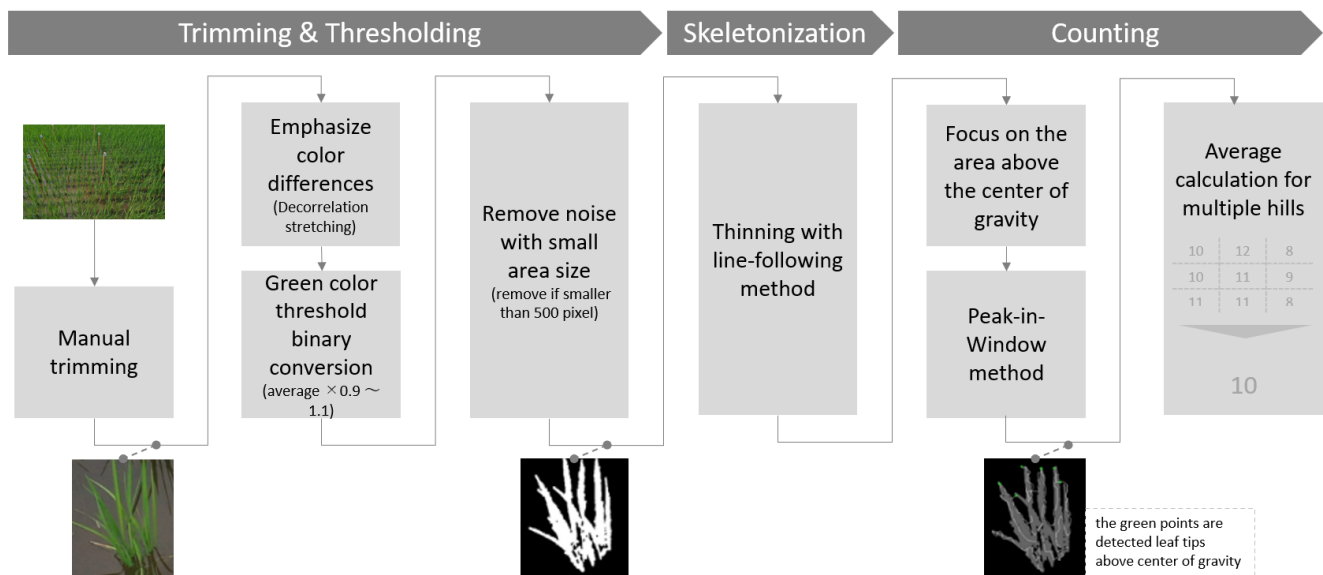 Trimming & Thresholding
Skeletonization
Counting
Manual
trimming
Emphasize
color
differences
(Decorrelation
stretching)
Green color
threshold
binary
conversion
(average ×0.9 ～
1.1)
Remove noise
with small
area size
(remove if smaller
than 500 pixel)
Thinning with
line-following
method
Focus on the
area above
the center of
gravity
Peak-in-
Window
method
the green points are
detected leaf tips
above center of gravity
Average
calculation for
multiple hills
10 12 8
10 11 9
11 11 8
10